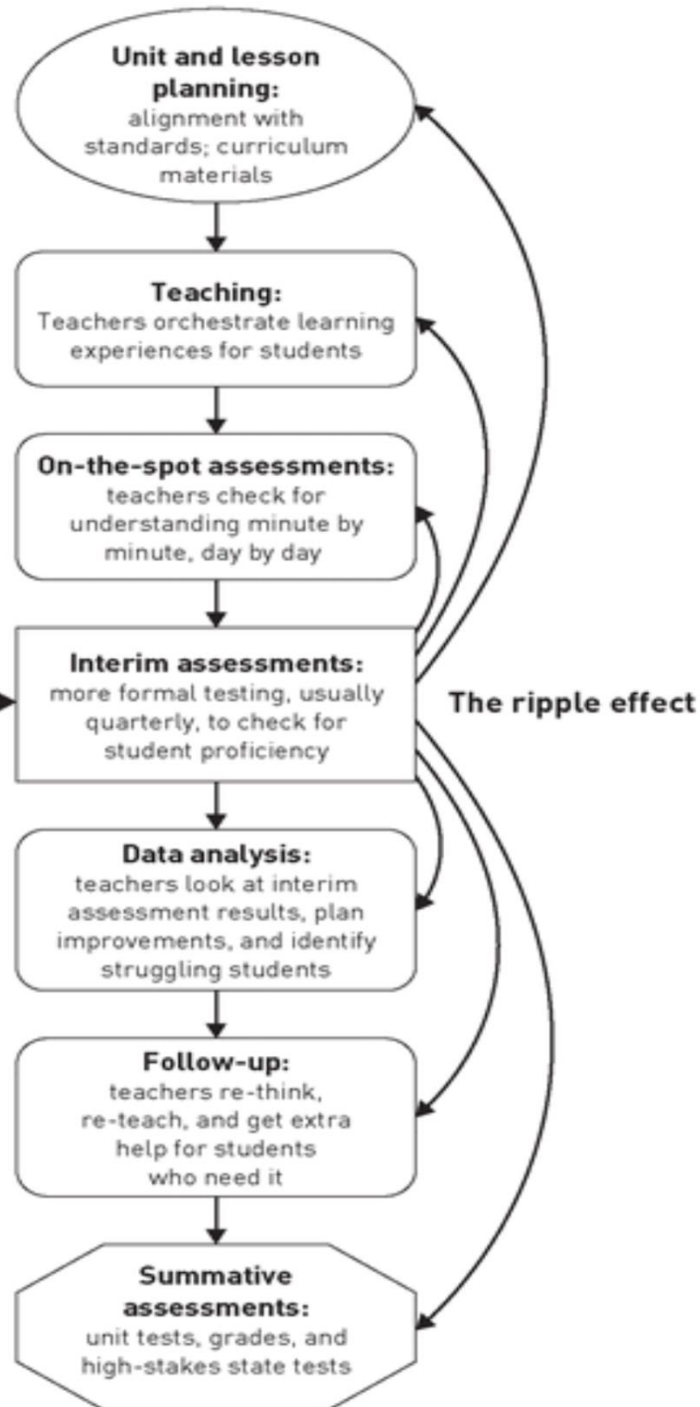 Unit and lesson
planning:
alignment with
standards; curriculum
materials
Teaching:
Teachers orchestrate learning
experiences for students
On-the-spot assessments:
teachers check for
understanding minute by
minute, day by day
Interim assessments:
more formal testing, usually
quarterly, to check for
student proficiency
The ripple effect
Data analysis:
teachers look at interim
assessment results, plan
improvements, and identify
struggling students
Follow-up:
teachers re-think,
re-teach, and get extra
help for students
who need it
Summative
assessments:
unit tests, grades, and
high-stakes state tests